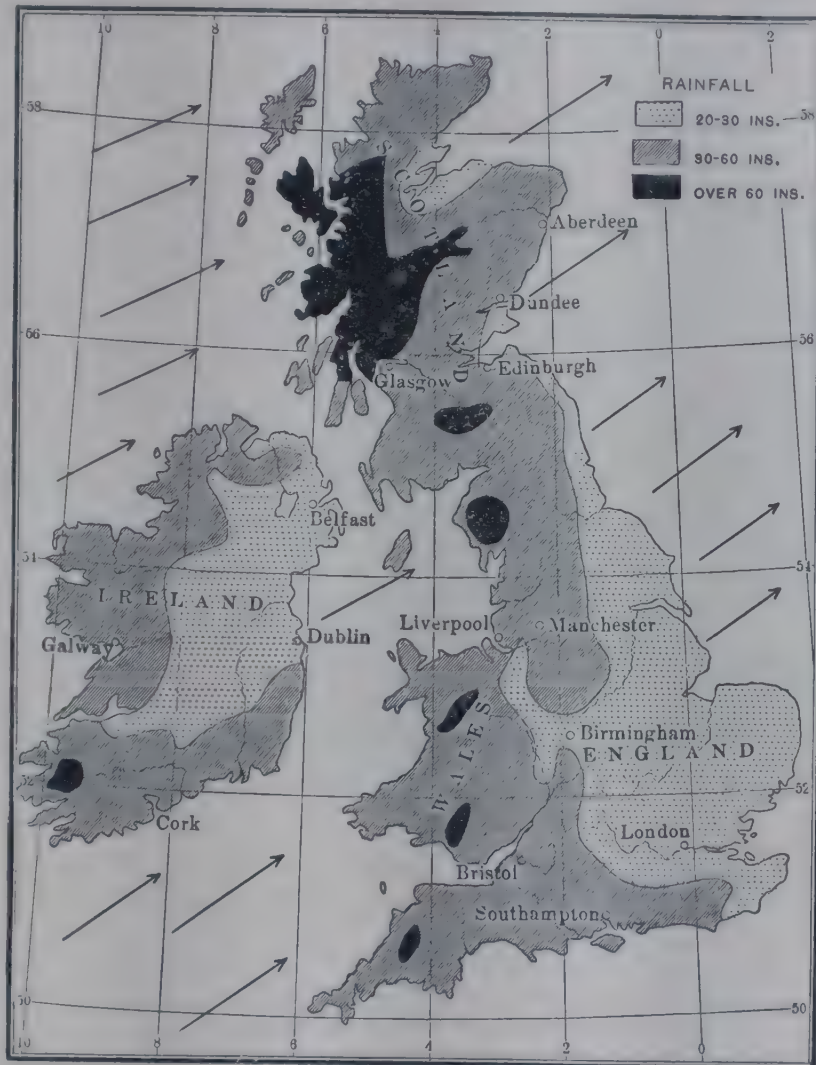 10 8 6 4 2 0 2
RAINFALL
58 58
20-30 INS.
30-60 INS.
OVER 60 INS.
SCOTLAND
Aberdeen
Dundee
56 56
Glasgow
Edinburgh
Belfast
54 54
IRELAND
Liverpool
Manchester
Galway
Dublin
WALES
Birmingham
ENGLAND
52 52
Cork
London
Bristol
Southampton
50 50
10 8 6 4 2 0